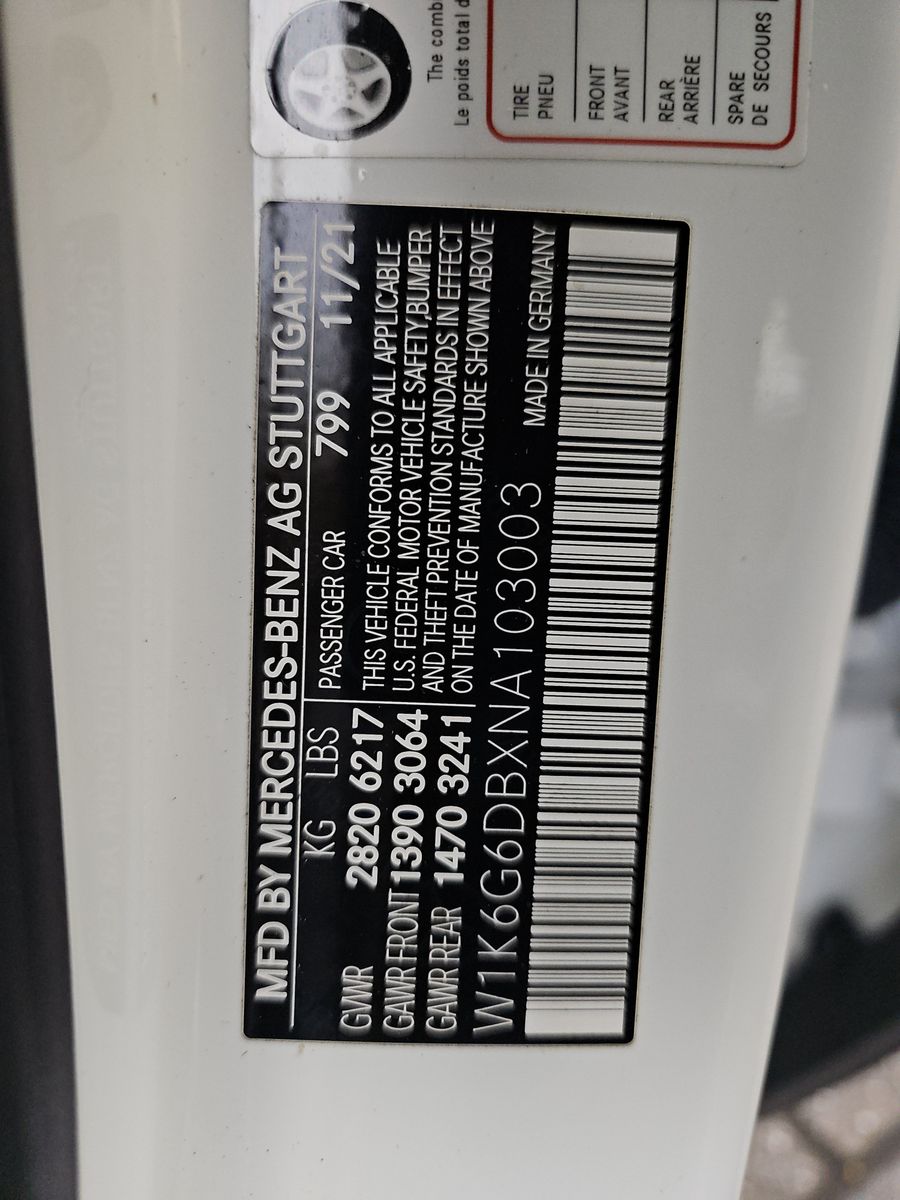 MFD BY MERCEDES-BENZ AG STUTTGART
KG LBS
PASSENGER CAR 799 11/21
GVWR 2820 6217
GAWR FRONT 1390 3064
GAWR REAR 1470 3241
THIS VEHICLE CONFORMS TO ALL APPLICABLE
U.S. FEDERAL MOTOR VEHICLE SAFETY,BUMPER
AND THEFT PREVENTION STANDARDS IN EFFECT
ON THE DATE OF MANUFACTURE SHOWN ABOVE
W1K6G6DBXNA103003
MADE IN GERMANY
The comb
Le poids total d
TIRE
PNEU
FRONT
AVANT
REAR
ARRIÈRE
SPARE
DE SECOURS